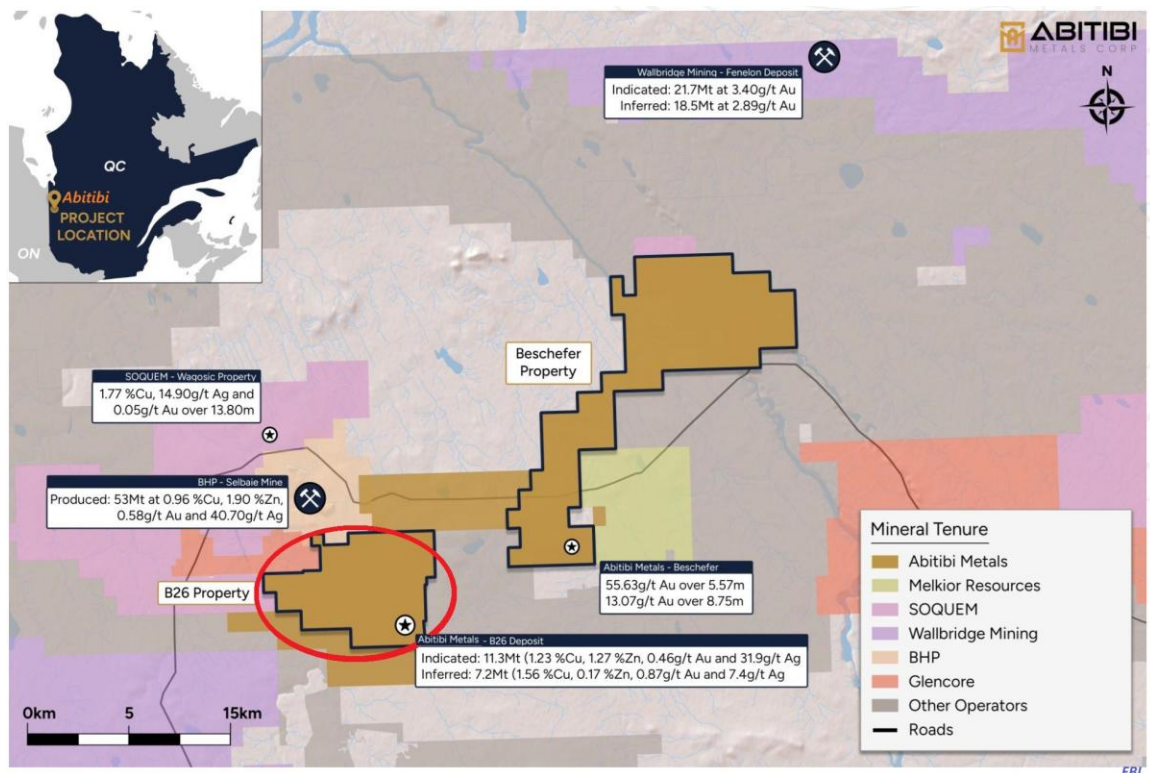 ABITIBI
METALS CORP
N
QC
Abitibi
PROJECT
LOCATION
ON
Wallbridge Mining - Fenelon Deposit
Indicated: 21.7Mt at 3.40g/t Au
Inferred: 18.5Mt at 2.89g/t Au
Beschefer
Property
SOQUEM - Wagosic Property
1.77 %Cu, 14.90g/t Ag and
0.05g/t Au over 13.80m
BHP - Selbaie Mine
Produced: 53Mt at 0.96 %Cu, 1.90 %Zn,
0.58g/t Au and 40.70g/t Ag
B26 Property
Abitibi Metals - Beschefer
55.63g/t Au over 5.57m
13.07g/t Au over 8.75m
Abitibi Metals - B26 Deposit
Indicated: 11.3Mt (1.23 %Cu, 1.27 %Zn, 0.46g/t Au and 31.9g/t Ag
Inferred: 7.2Mt (1.56 %Cu, 0.17 %Zn, 0.87g/t Au and 7.4g/t Ag
0km 5 15km
Mineral Tenure
Abitibi Metals
Melkior Resources
SOQUEM
Wallbridge Mining
BHP
Glencore
Other Operators
Roads